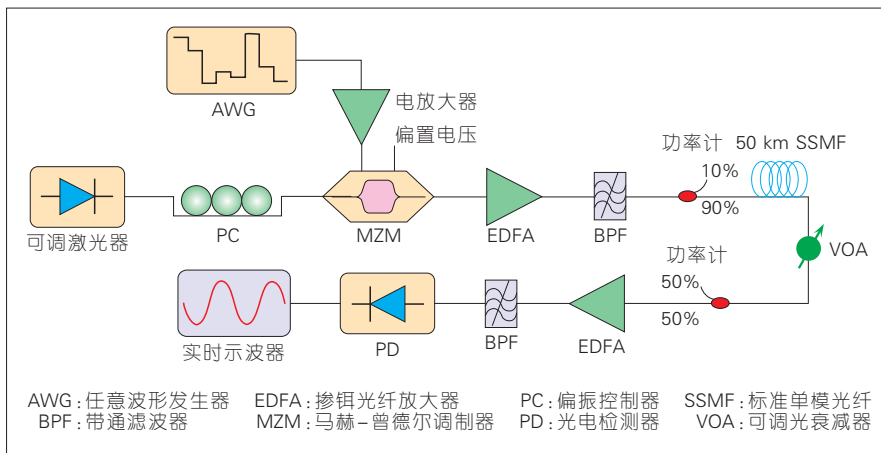 AWG
电放大器
偏置电压
功率计 50 km SSMF
10%
90%
可调激光器
PC
MZM
EDFA
BPF
VOA
功率计
50%
50%
实时示波器
PD
BPF
EDFA
AWG:任意波形发生器 EDFA:掺铒光纤放大器 PC:偏振控制器 SSMF:标准单模光纤
BPF:带通滤波器 MZM:马赫-曾德尔调制器 PD:光电检测器 VOA:可调光衰减器